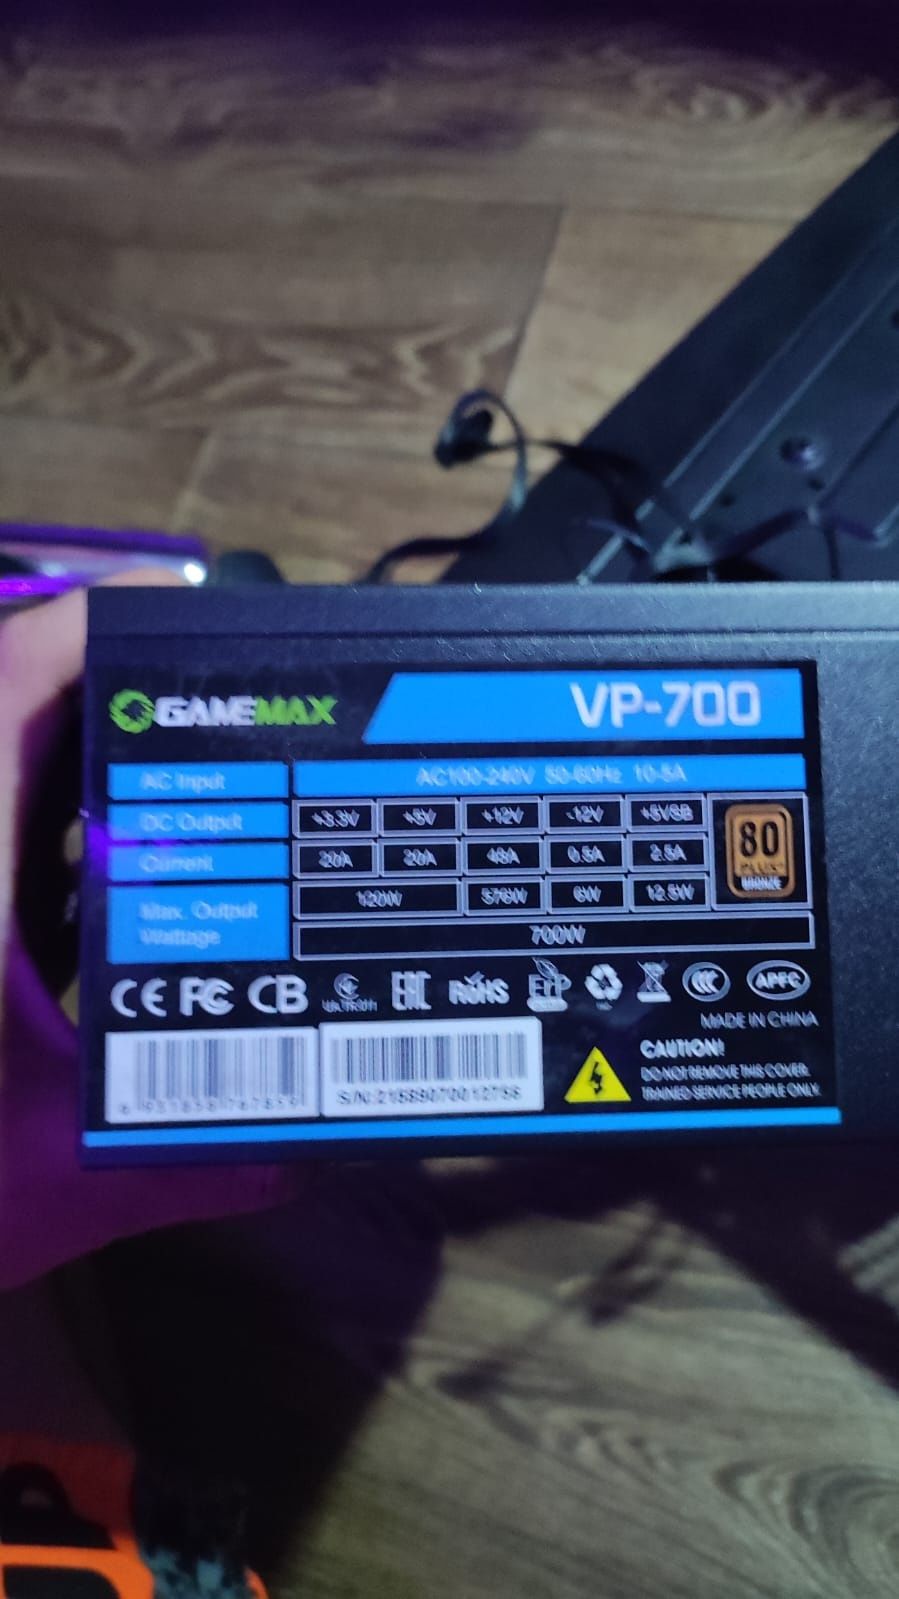 GAMEMAX
VP-700
AC Input AC100-240V 50-60Hz 10-5A
DC Output +3.3V +5V +12V -12V +5VSB
Current 20A 20A 48A 0.5A 2.5A
80 PLUS BRONZE
Max. Output Wattage 120W 576W 6W 12.5W
700W
CE FC CB EAC RoHS ErP CCC APFC
MADE IN CHINA
CAUTION!
DO NOT REMOVE THIS COVER.
TRAINED SERVICE PEOPLE ONLY.